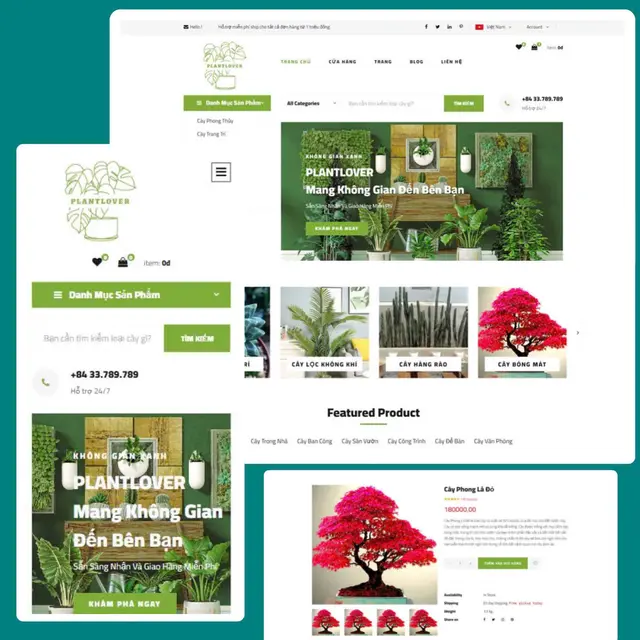 Hello !
Hỗ trợ miễn phí ship cho tất cả đơn hàng từ 1 triệu đồng
Việt Nam
Account
PLANTLOVER
TRANG CHỦ
CỬA HÀNG
TRANG
BLOG
LIÊN HỆ
item: 0đ
Danh Mục Sản Phẩm
Cây Phong Thủy
Cây Trang Trí
All Categories
Bạn cần tìm kiếm loại cây gì?
TÌM KIẾM
+84 33.789.789
Hỗ trợ 24/7
KHÔNG GIAN XANH
PLANTLOVER
Mang Không Gian Đến Bên Bạn
Sẵn Sàng Nhận Và Giao Hàng Miễn Phí
KHÁM PHÁ NGAY
RÍ
CÂY LỌC KHÔNG KHÍ
CÂY HÀNG RÀO
CÂY BÓNG MÁT
Featured Product
Cây Trong Nhà
Cây Ban Công
Cây Sân Vườn
Cây Công Trình
Cây Để Bàn
Cây Văn Phòng
PLANTLOVER
0
0
item: 0đ
Danh Mục Sản Phẩm
Bạn cần tìm kiếm loại cây gì?
TÌM KIẾM
+84 33.789.789
Hỗ trợ 24/7
KHÔNG GIAN XANH
PLANTLOVER
Mang Không Gian
Đến Bên Bạn
Sẵn Sàng Nhận Và Giao Hàng Miễn Phí
KHÁM PHÁ NGAY
Cây Phong Lá Đỏ
180000.00
THÊM VÀO GIỎ HÀNG
Availability
In Stock
Shipping
Weight
Share on